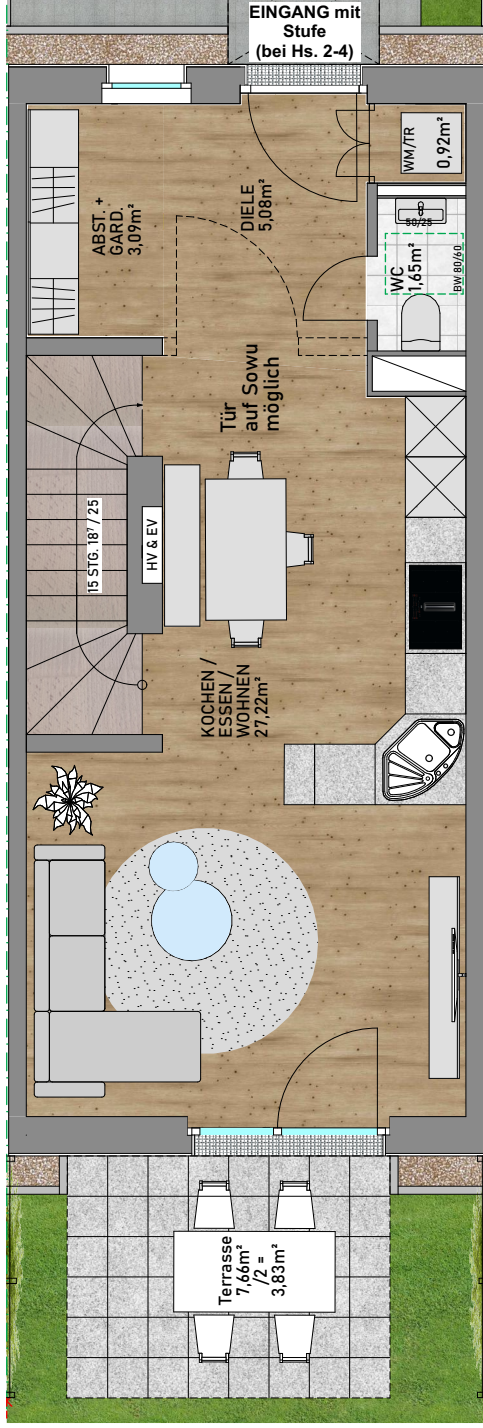 EINGANG mit
Stufe
(bei Hs. 2-4)
WM/TR
0,92m²
ABST. +
GARD.
3,09m²
DIELE
5,08m²
50/25
WC
1,65m²
BW 80/60
Tür
auf Sowu
möglich
15 STG. 18⁷ / 25
HV & EV
KOCHEN /
ESSEN /
WOHNEN
27,22m²
Terrasse
7,66m²
/2 =
3,83m²